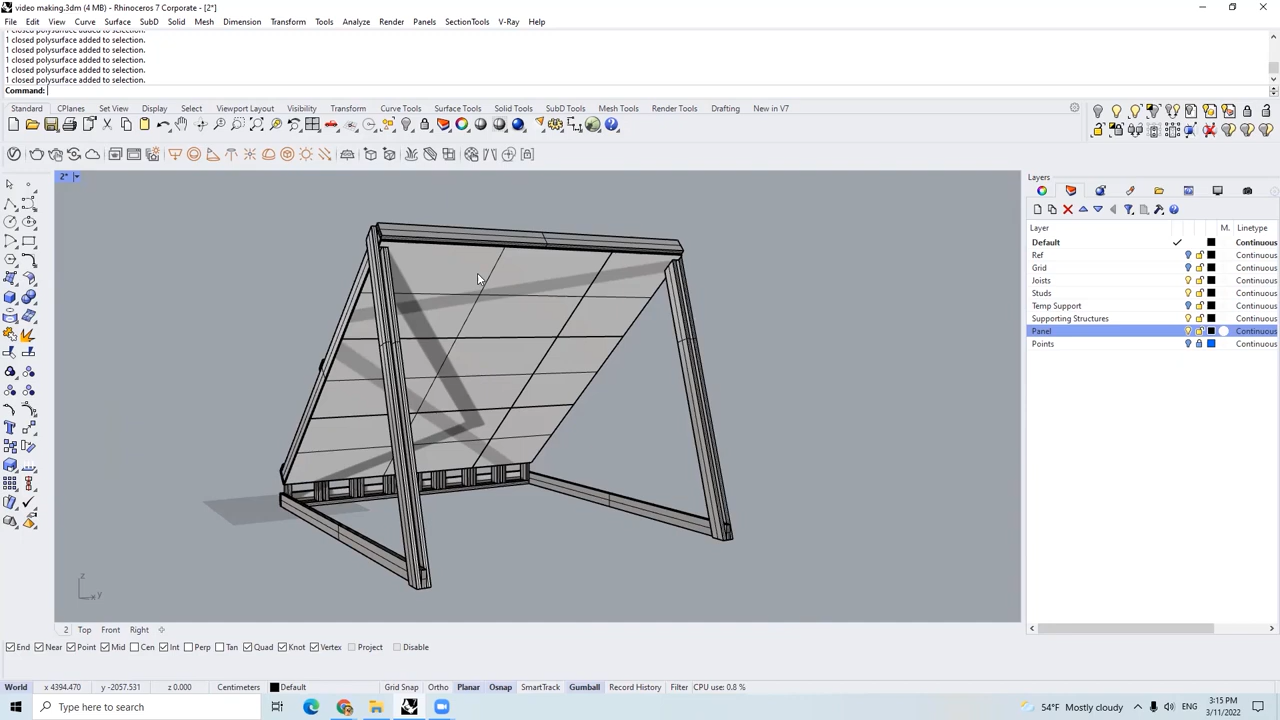 video making.3dm (4 MB) - Rhinoceros 7 Corporate - [2*]
File Edit View Curve Surface SubD Solid Mesh Dimension Transform Tools Analyze Render Panels SectionTools V-Ray Help
1 closed polysurface added to selection.
1 closed polysurface added to selection.
1 closed polysurface added to selection.
1 closed polysurface added to selection.
1 closed polysurface added to selection.
1 closed polysurface added to selection.
Command:
Standard CPlanes Set View Display Select Viewport Layout Visibility Transform Curve Tools Surface Tools Solid Tools SubD Tools Mesh Tools Render Tools Drafting New in V7
2*
Layers
Layer M. Linetype
Default Continuous
Ref Continuous
Grid Continuous
Joists Continuous
Studs Continuous
Temp Support Continuous
Supporting Structures Continuous
Panel Continuous
Points Continuous
z
x y
2 Top Front Right
End Near Point Mid Cen Int Perp Tan Quad Knot Vertex Project Disable
World x 4394.470 y -2057.531 z 0.000 Centimeters Default Grid Snap Ortho Planar Osnap SmartTrack Gumball Record History Filter CPU use: 0.8 %
Type here to search
54°F Mostly cloudy ENG
3:15 PM
3/11/2022